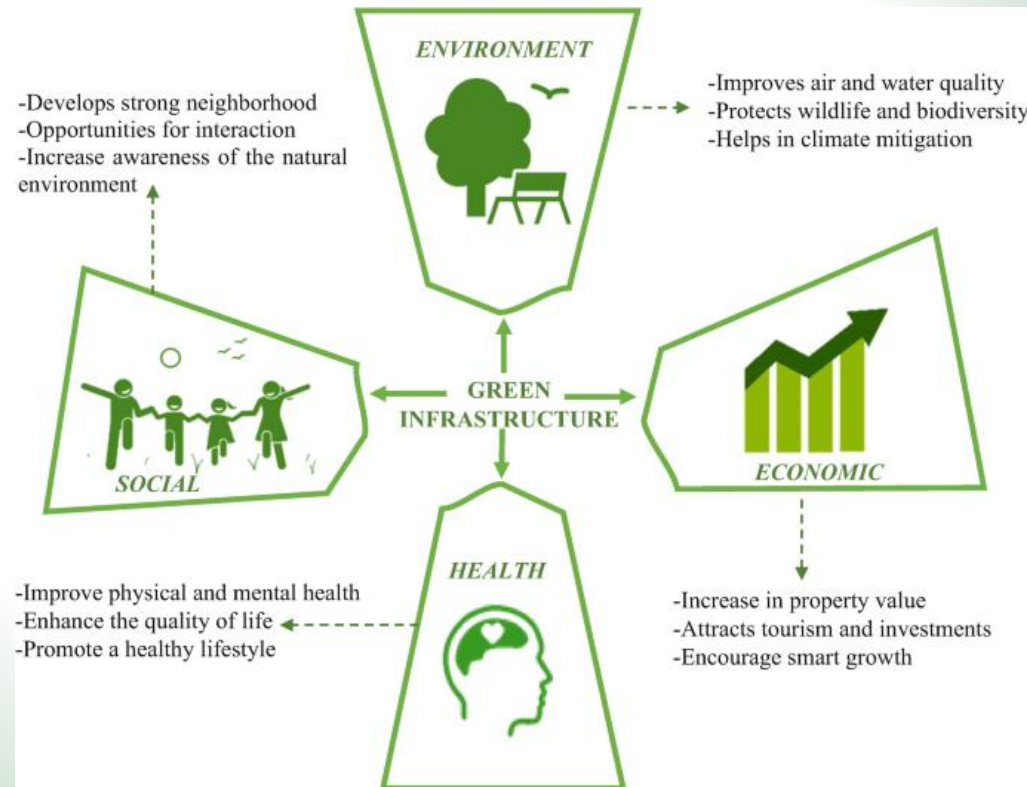 ENVIRONMENT
-Improves air and water quality
-Protects wildlife and biodiversity
-Helps in climate mitigation
-Develops strong neighborhood
-Opportunities for interaction
-Increase awareness of the natural
environment
GREEN
INFRASTRUCTURE
SOCIAL
ECONOMIC
HEALTH
-Improve physical and mental health
-Enhance the quality of life
-Promote a healthy lifestyle
-Increase in property value
-Attracts tourism and investments
-Encourage smart growth